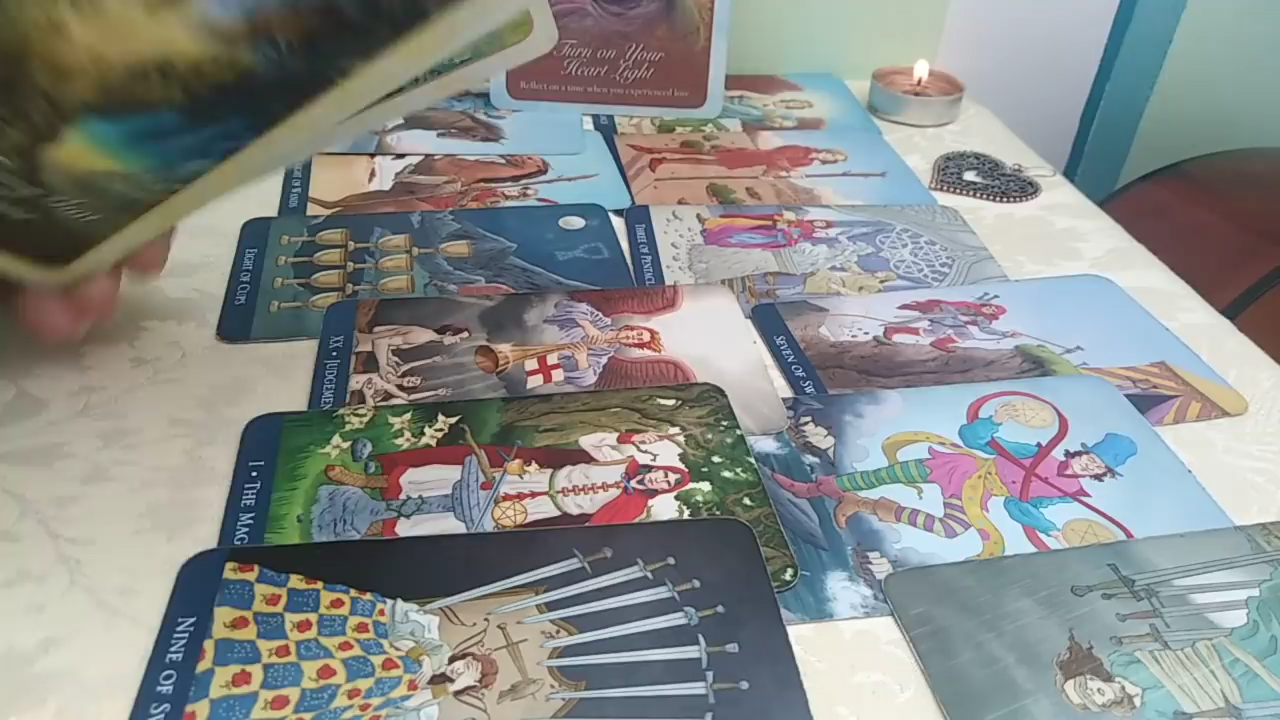 Turn on Your
Heart Light
Reflect on a time when you experienced love
EIGHT OF CUPS
THREE OF PENTACL
XX • JUDGEMEN
SEVEN OF SW
I • THE MAG
NINE OF SW